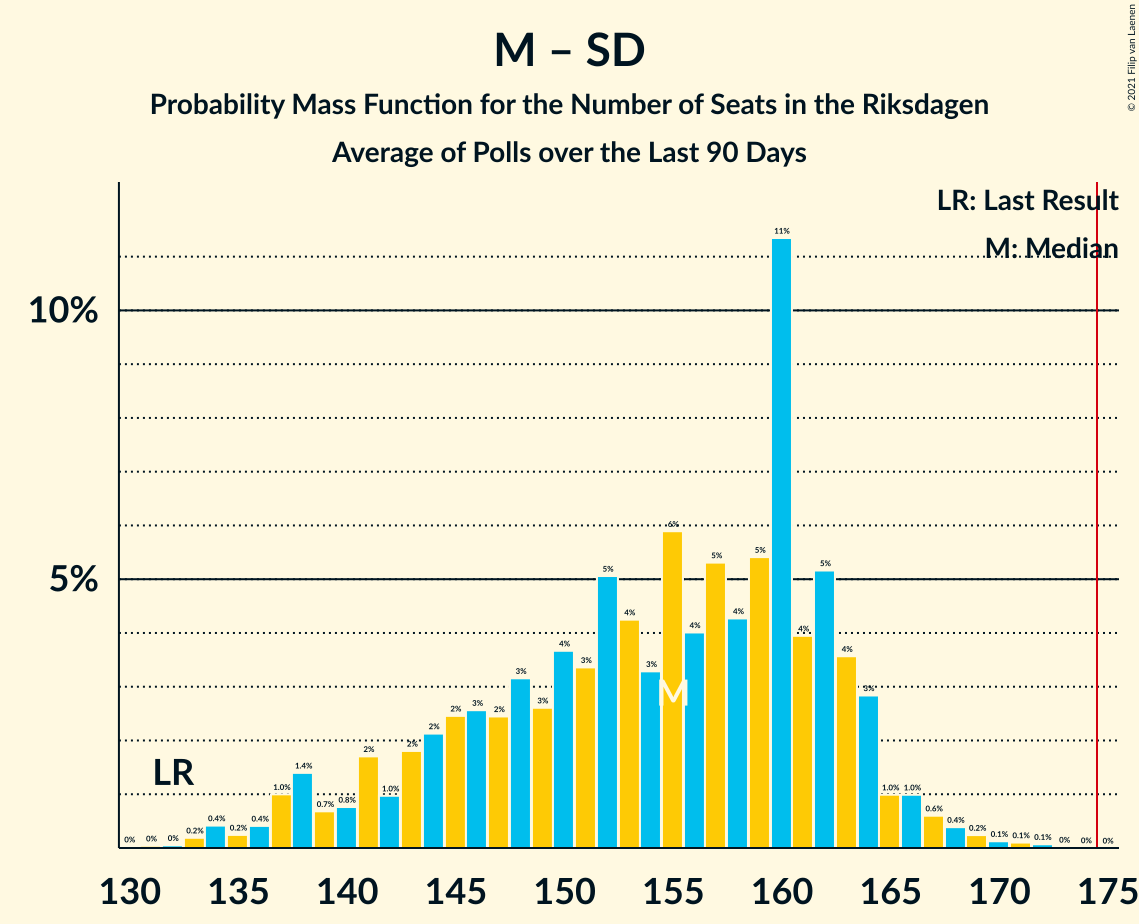 M – SD
Probability Mass Function for the Number of Seats in the Riksdagen
Average of Polls over the Last 90 Days
© 2021 Filip van Laenen
LR: Last Result
M: Median
10%
5%
0% 0% 0% 0.2% 0.4% 0.2% 0.4% 1.0% 1.4% 0.7% 0.8% 2% 1.0% 2% 2% 2% 3% 2% 3% 3% 4% 3% 5% 4% 3% 6% 4% 5% 4% 5% 11% 4% 5% 4% 3% 1.0% 1.0% 0.6% 0.4% 0.2% 0.1% 0.1% 0.1% 0% 0% 0%
M
LR
130 135 140 145 150 155 160 165 170 175